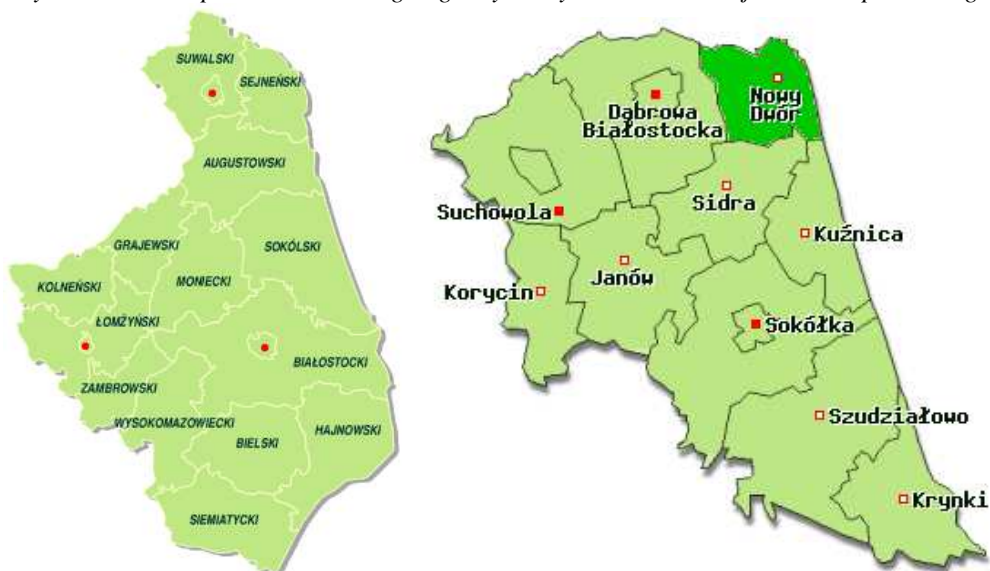 SUWALSKI
SEJNEŃSKI
AUGUSTOWSKI
GRAJEWSKI
SOKÓLSKI
KOLNEŃSKI
MONIECKI
ŁOMŻYŃSKI
BIAŁOSTOCKI
ZAMBROWSKI
WYSOKOMAZOWIECKI
BIELSKI
HAJNOWSKI
SIEMIATYCKI
Nowy
Dwór
Dąbrowa
Białostocka
Suchowola
Sidra
Kuźnica
Janów
Korycin
Sokółka
Szudziałowo
Krynki